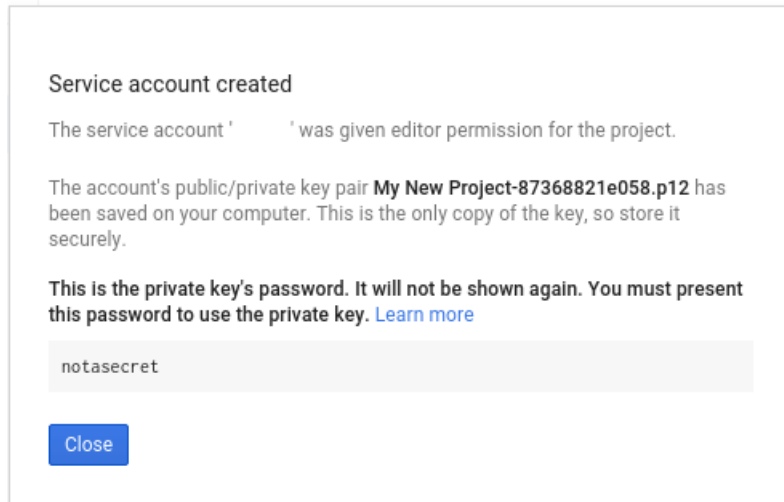 Service account created
The service account '          ' was given editor permission for the project.
The account's public/private key pair My New Project-87368821e058.p12 has
been saved on your computer. This is the only copy of the key, so store it
securely.
This is the private key's password. It will not be shown again. You must present
this password to use the private key. Learn more
notasecret
Close